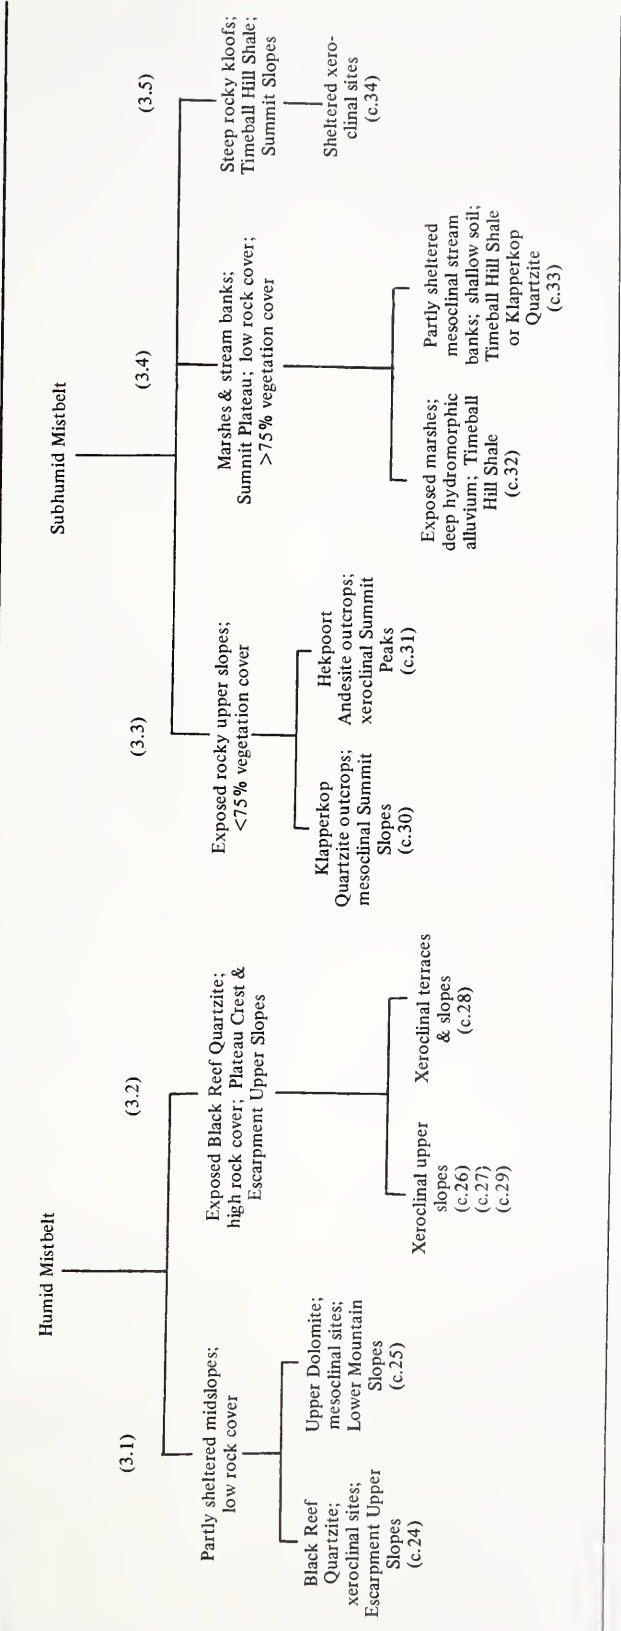 Humid Mistbelt
(3.1)
Partly sheltered midslopes;
low rock cover
Black Reef
Quartzite;
xeroclinal sites;
Escarpment Upper
Slopes
(c.24)
Upper Dolomite;
mesoclinal sites;
Lower Mountain
Slopes
(c.25)
(3.2)
Exposed Black Reef Quartzite;
high rock cover; Plateau Crest &
Escarpment Upper Slopes
Xeroclinal upper
slopes
(c.26)
(c.27)
(c.29)
Xeroclinal terraces
& slopes
(c.28)
Subhumid Mistbelt
(3.3)
Exposed rocky upper slopes;
<75% vegetation cover
Klapperkop
Quartzite outcrops;
mesoclinal Summit
Slopes
(c.30)
Hekpoort
Andesite outcrops;
xeroclinal Summit
Peaks
(c.31)
(3.4)
Marshes & stream banks;
Summit Plateau; low rock cover;
>75% vegetation cover
Exposed marshes;
deep hydromorphic
alluvium; Timeball
Hill Shale
(c.32)
Partly sheltered
mesoclinal stream
banks; shallow soil;
Timeball Hill Shale
or Klapperkop
Quartzite
(c.33)
(3.5)
Steep rocky kloofs;
Timeball Hill Shale;
Summit Slopes
Sheltered xero-
clinal sites
(c.34)